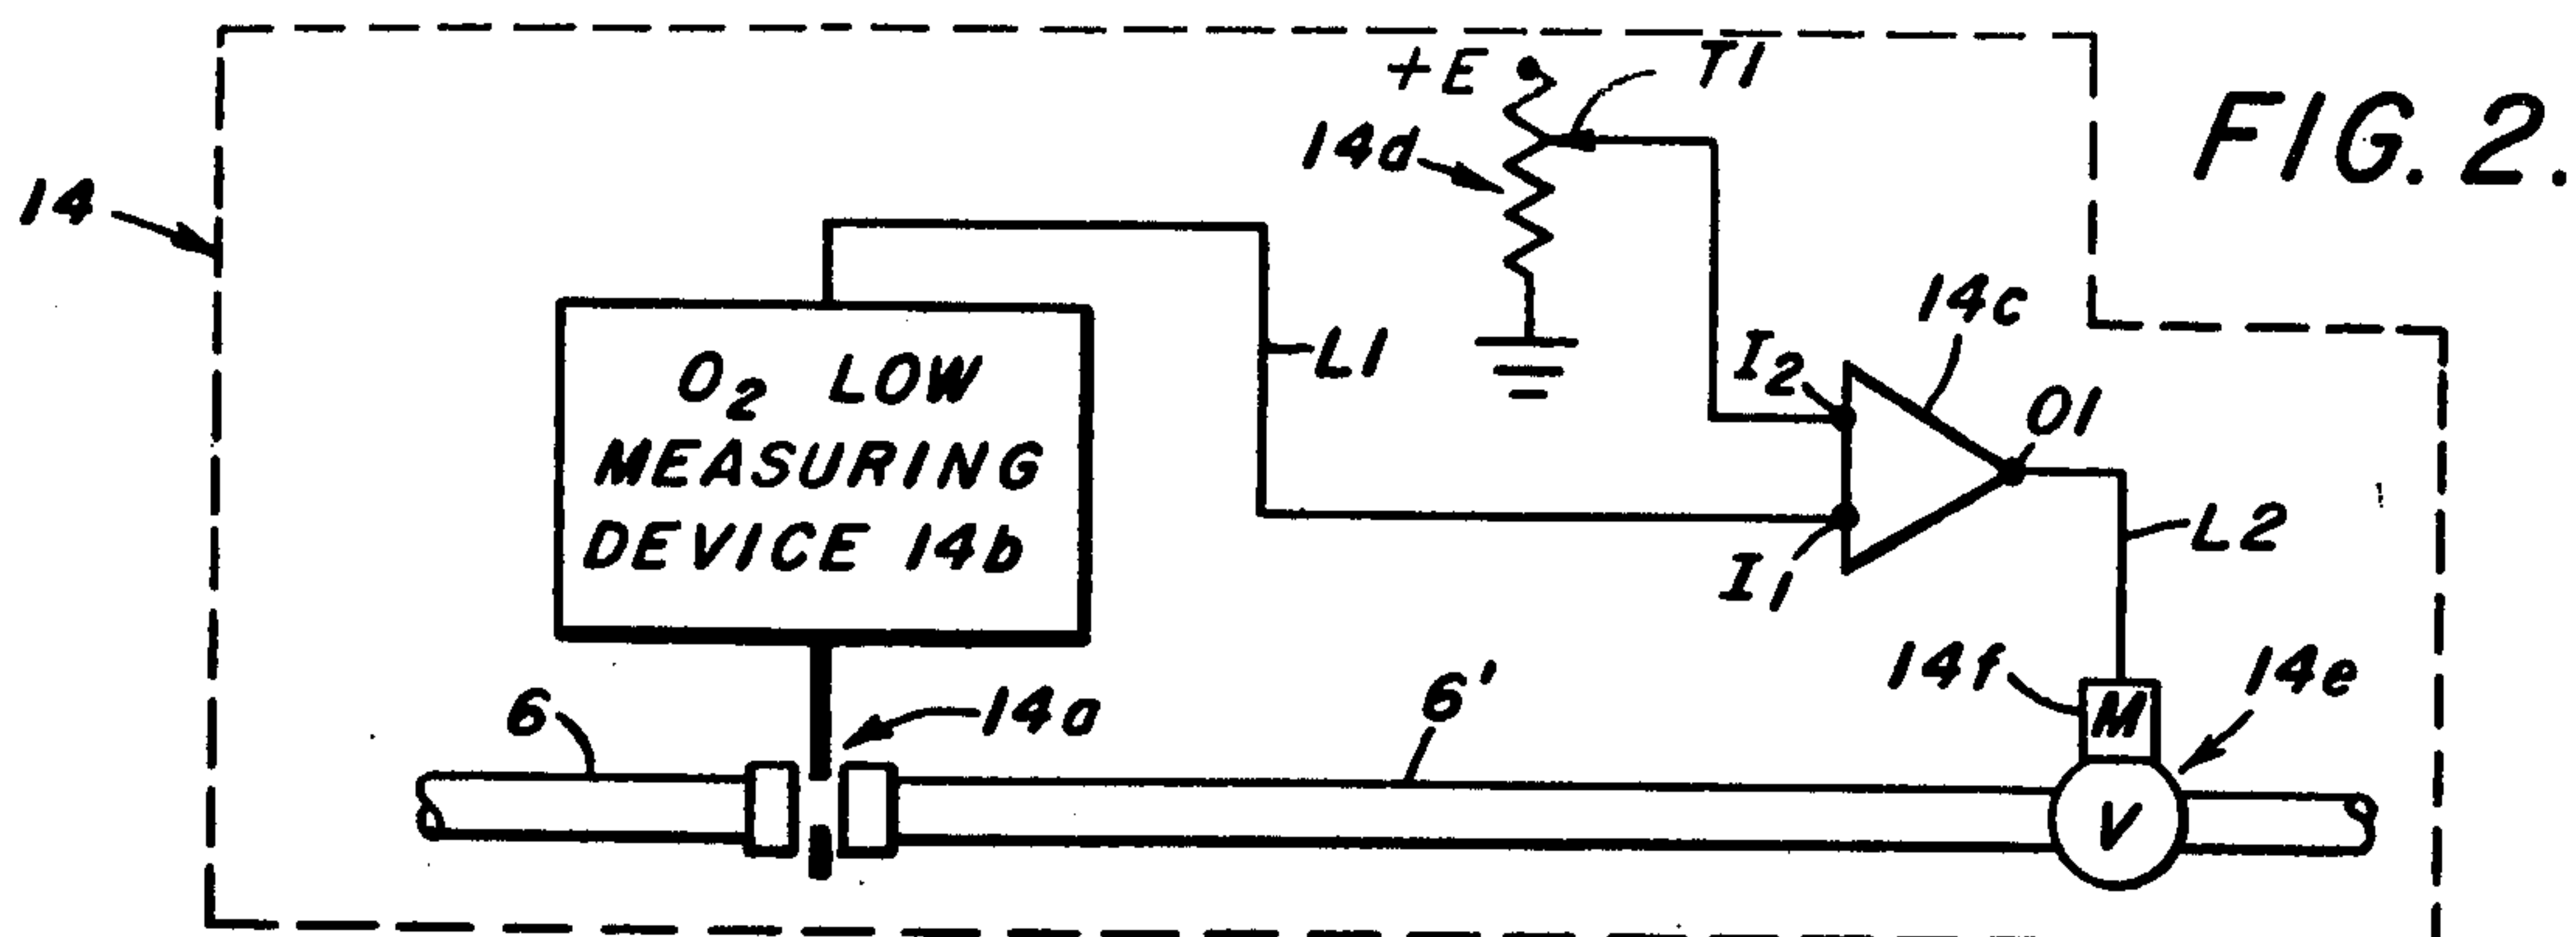 +E
T1
FIG. 2.
14d
14
14c
L1
I2
O1
O2 LOW
MEASURING
DEVICE 14b
L2
I1
14f
14e
6
14a
6'
M
V